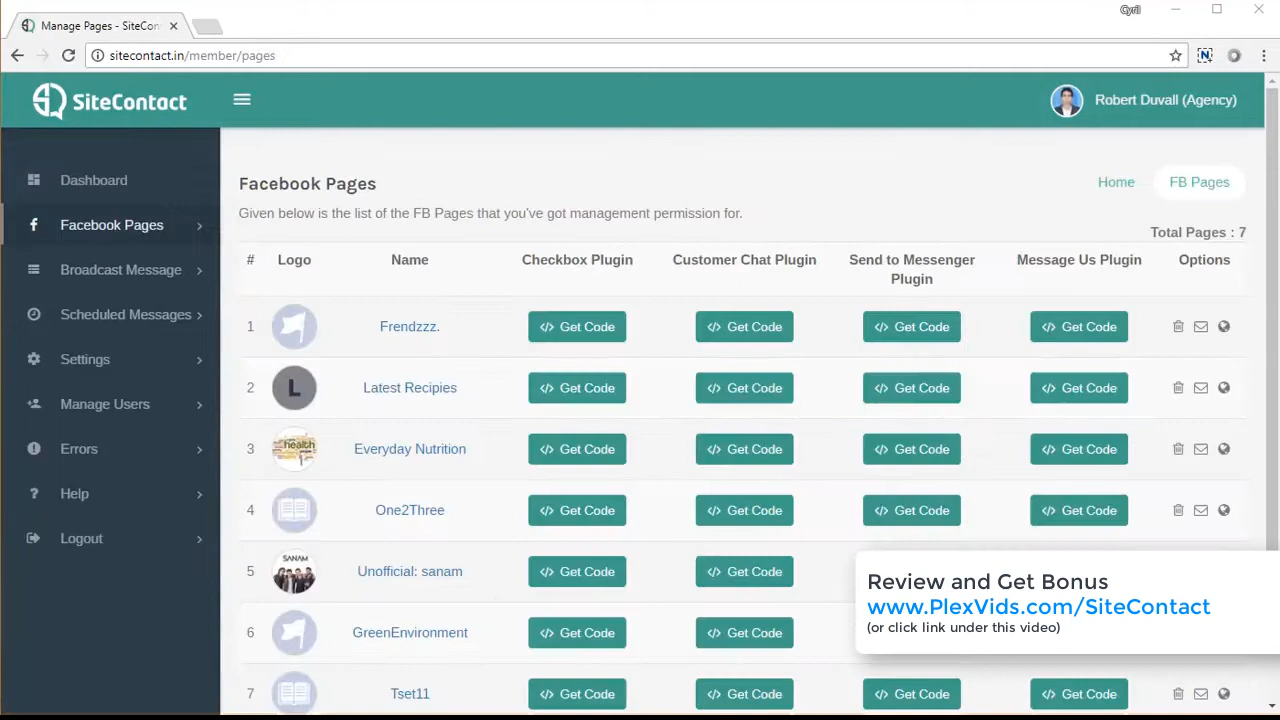 Cyril
Manage Pages - SiteCon
sitecontact.in/member/pages
SiteContact
Robert Duvall (Agency)
Dashboard
Facebook Pages
Broadcast Message
Scheduled Messages
Settings
Manage Users
Errors
Help
Logout
Facebook Pages
Home
FB Pages
Given below is the list of the FB Pages that you've got management permission for.
Total Pages : 7
# Logo Name Checkbox Plugin Customer Chat Plugin Send to Messenger Plugin Message Us Plugin Options
1 Frendzzz. Get Code Get Code Get Code Get Code
2 L Latest Recipies Get Code Get Code Get Code Get Code
3 health Everyday Nutrition Get Code Get Code Get Code Get Code
4 One2Three Get Code Get Code Get Code Get Code
5 SANAM Unofficial: sanam Get Code Get Code
6 GreenEnvironment Get Code Get Code
7 Tset11 Get Code Get Code Get Code Get Code
Review and Get Bonus
www.PlexVids.com/SiteContact
(or click link under this video)